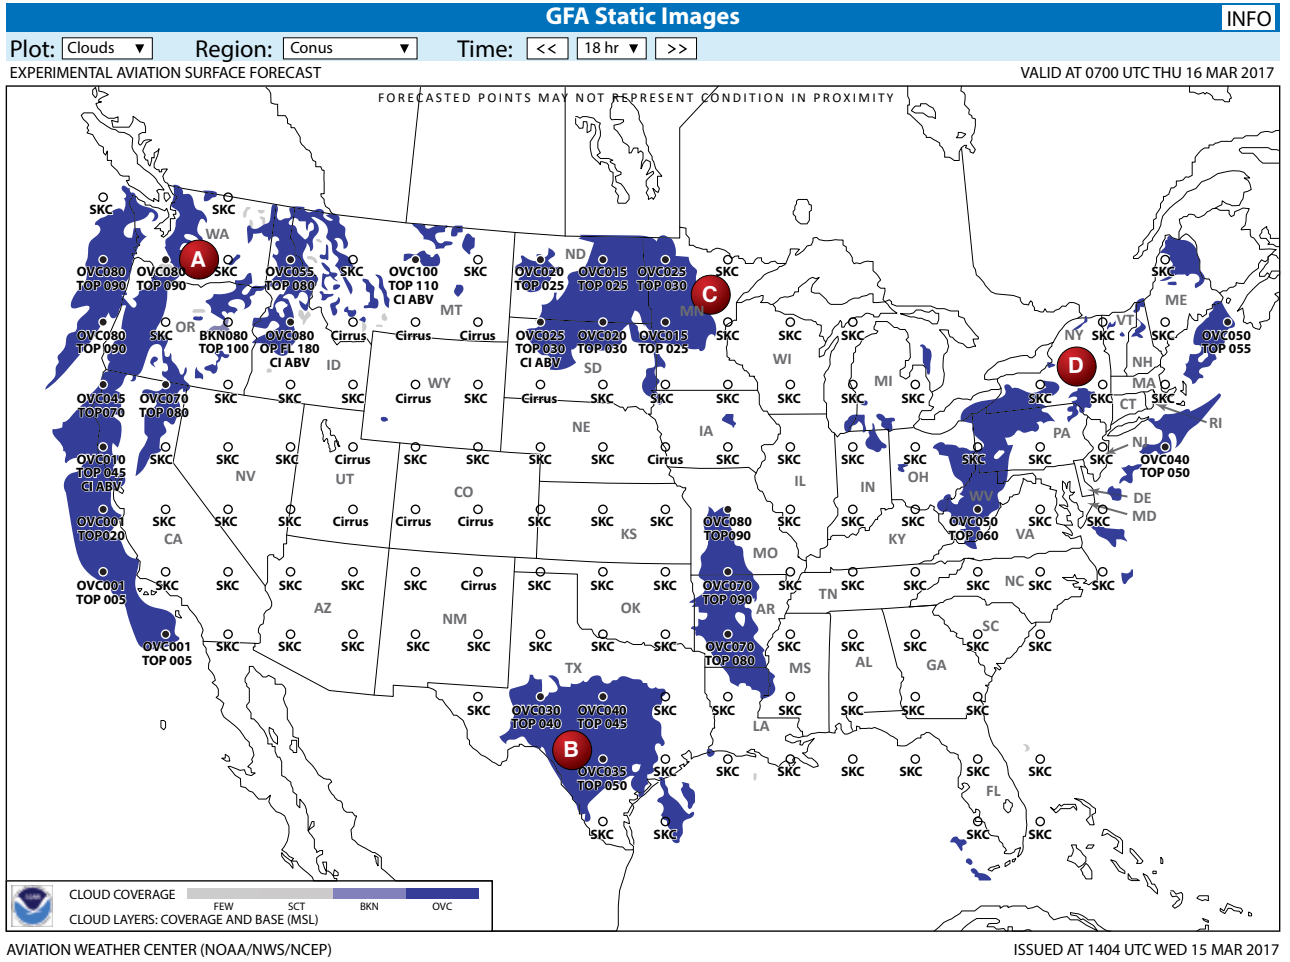 GFA Static Images
INFO
Plot: Clouds ▼ Region: Conus ▼ Time: << 18 hr ▼ >>
EXPERIMENTAL AVIATION SURFACE FORECAST VALID AT 0700 UTC THU 16 MAR 2017
FORECASTED POINTS MAY NOT REPRESENT CONDITION IN PROXIMITY
SKC SKC
WA ND
A
OVC080 OVC080 SKC OVC055 SKC OVC100 SKC OVC020 OVC015 OVC025 SKC SKC
TOP 090 TOP 090 TOP 080 TOP 110 TOP 025 TOP 025 TOP 030
CI ABV
C
MT MN ME
OR NY VT
OVC080 SKC BKN080 OVC080 Cirrus Cirrus Cirrus OVC025 OVC020 OVC015 SKC SKC SKC SKC SKC SKC OVC050
TOP 090 TOP 100 OP FL 180 TOP 030 TOP 030 TOP 025 TOP 055
CI ABV CI ABV
ID SD WI NH
D
WY MI MA
OVC045 OVC070 SKC SKC SKC Cirrus SKC Cirrus SKC SKC SKC SKC SKC SKC SKC SKC SKC
TOP070 TOP 080
CT
RI
NE IA PA NJ
OVC010 SKC SKC SKC Cirrus SKC SKC SKC SKC Cirrus SKC SKC SKC SKC SKC SKC SKC OVC040
TOP 045 TOP 050
CI ABV
NV UT CO IL IN OH WV DE
MD
OVC001 SKC SKC SKC Cirrus Cirrus Cirrus SKC SKC SKC OVC080 SKC SKC SKC OVC050 SKC SKC
TOP020 TOP090 TOP 060
CA KS MO KY VA
OVC001 SKC SKC SKC SKC SKC Cirrus SKC SKC SKC OVC070 SKC SKC SKC SKC SKC SKC
TOP 005 TOP 090
AZ NM OK AR TN NC
SC
OVC001 SKC SKC SKC SKC SKC SKC SKC SKC OVC070 SKC SKC SKC SKC SKC
TOP 005 TOP 080
TX MS AL GA
SKC OVC030 OVC040 SKC SKC SKC SKC SKC SKC
TOP 040 TOP 045
LA
B
OVC035 SKC SKC SKC SKC SKC SKC SKC
TOP 050
FL
SKC SKC SKC SKC
CLOUD COVERAGE
FEW SCT BKN OVC
CLOUD LAYERS: COVERAGE AND BASE (MSL)
AVIATION WEATHER CENTER (NOAA/NWS/NCEP) ISSUED AT 1404 UTC WED 15 MAR 2017